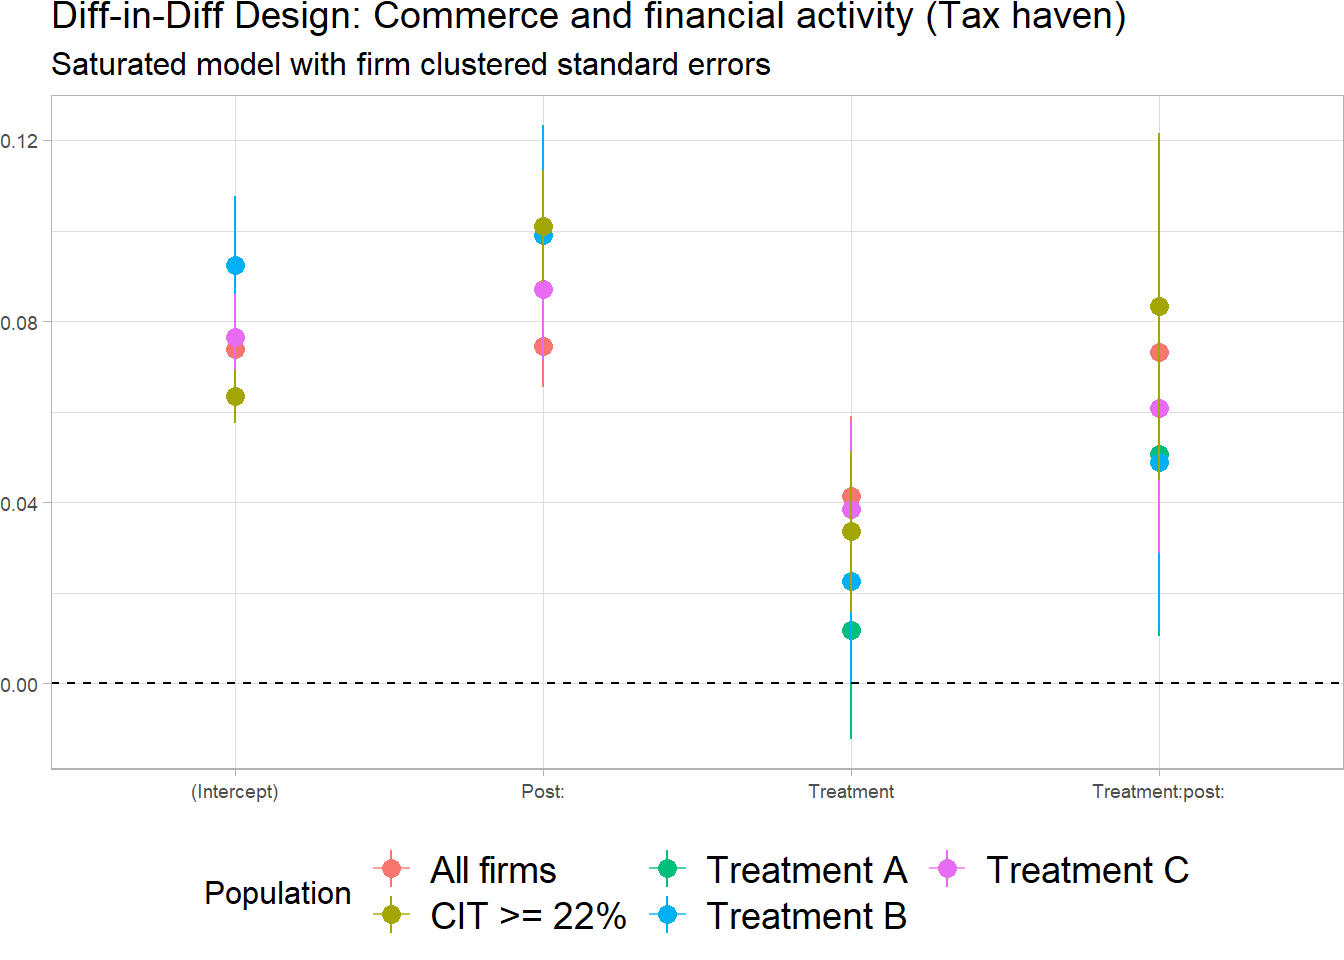 Diff-in-Diff Design: Commerce and financial activity (Tax haven)
Saturated model with firm clustered standard errors
0.12
0.08
0.04
0.00
(Intercept) Post: Treatment Treatment:post:
Population
All firms Treatment A Treatment C
CIT >= 22% Treatment B